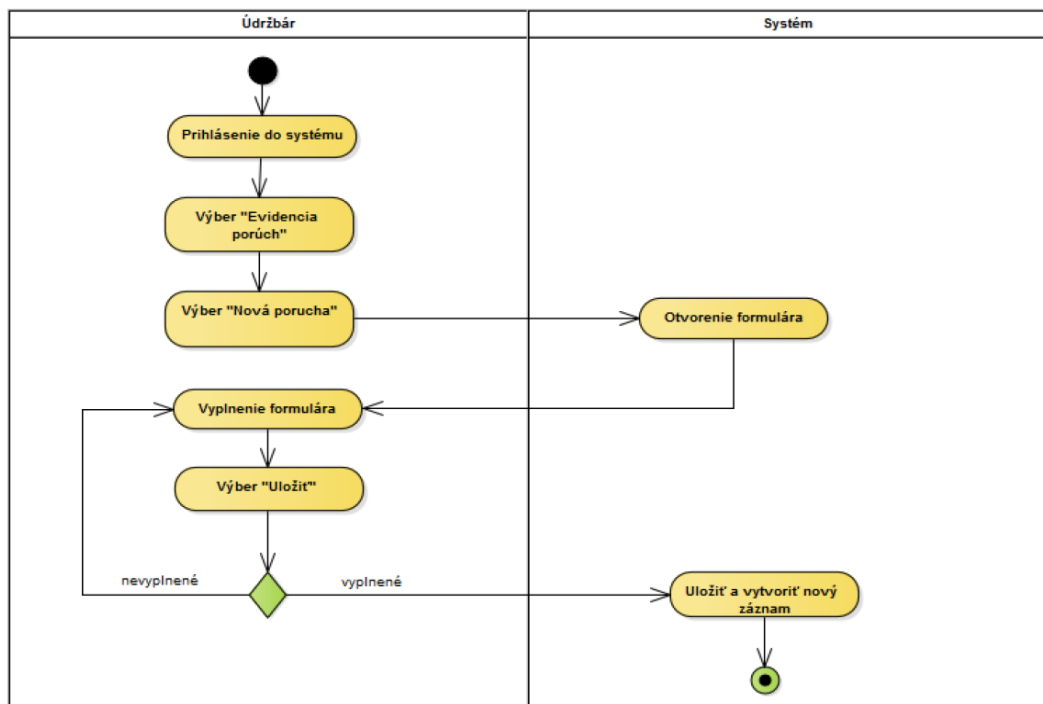 Údržbár
Systém
Prihlásenie do systému
Výber "Evidencia
porúch"
Výber "Nová porucha"
Otvorenie formulára
Vyplnenie formulára
Výber "Uložiť"
nevyplnené
vyplnené
Uložiť a vytvoriť nový
záznam